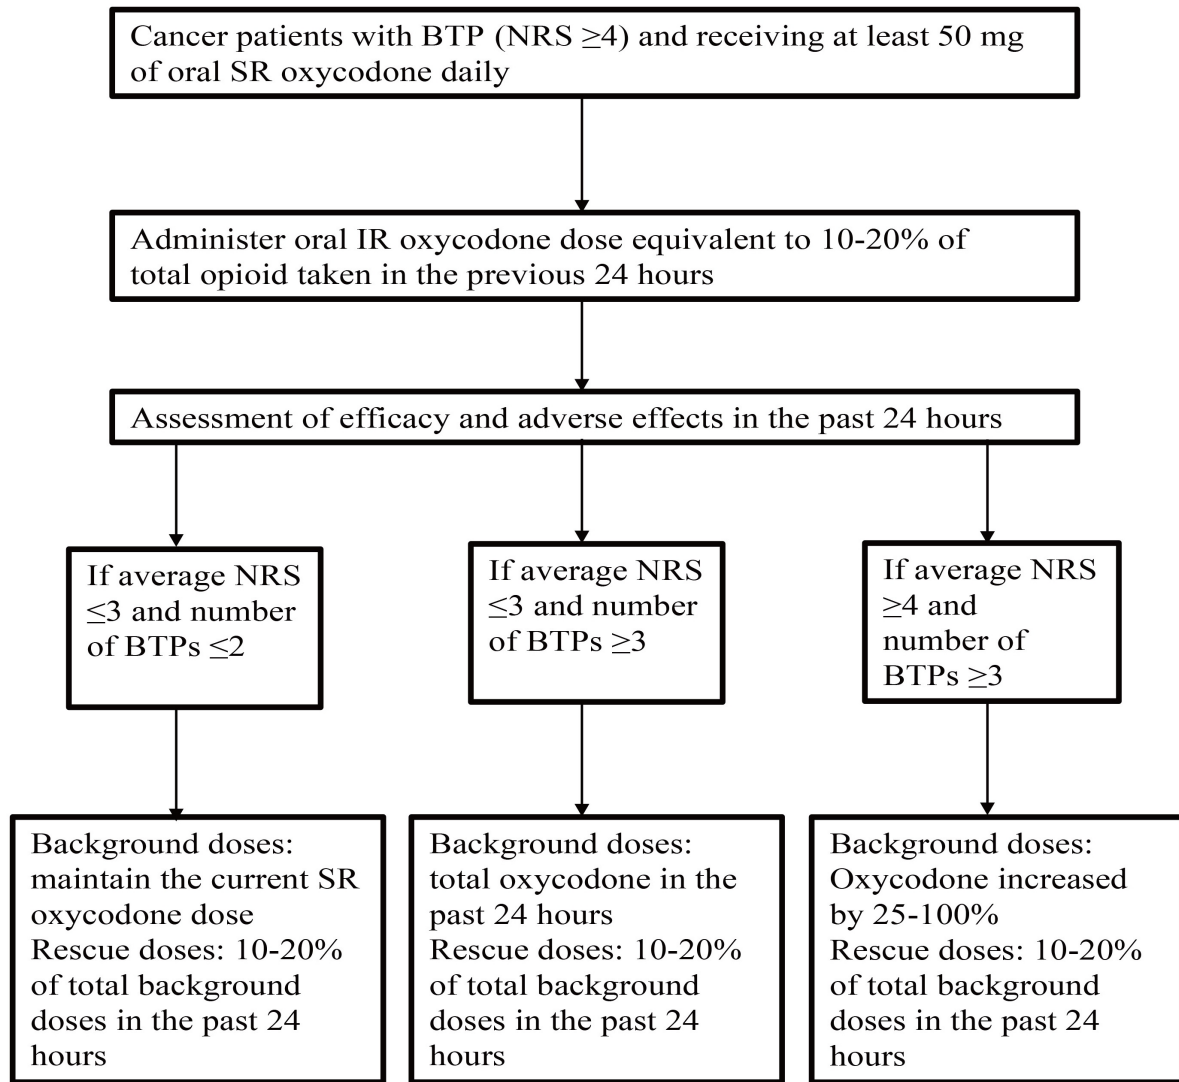 Cancer patients with BTP (NRS ≥4) and receiving at least 50 mg
of oral SR oxycodone daily
Administer oral IR oxycodone dose equivalent to 10-20% of
total opioid taken in the previous 24 hours
Assessment of efficacy and adverse effects in the past 24 hours
If average NRS
≤3 and number
of BTPs ≤2
If average NRS
≤3 and number
of BTPs ≥3
If average NRS
≥4 and
number of
BTPs ≥3
Background doses:
maintain the current SR
oxycodone dose
Rescue doses: 10-20%
of total background
doses in the past 24
hours
Background doses:
total oxycodone in the
past 24 hours
Rescue doses: 10-20%
of total background
doses in the past 24
hours
Background doses:
Oxycodone increased
by 25-100%
Rescue doses: 10-20%
of total background
doses in the past 24
hours